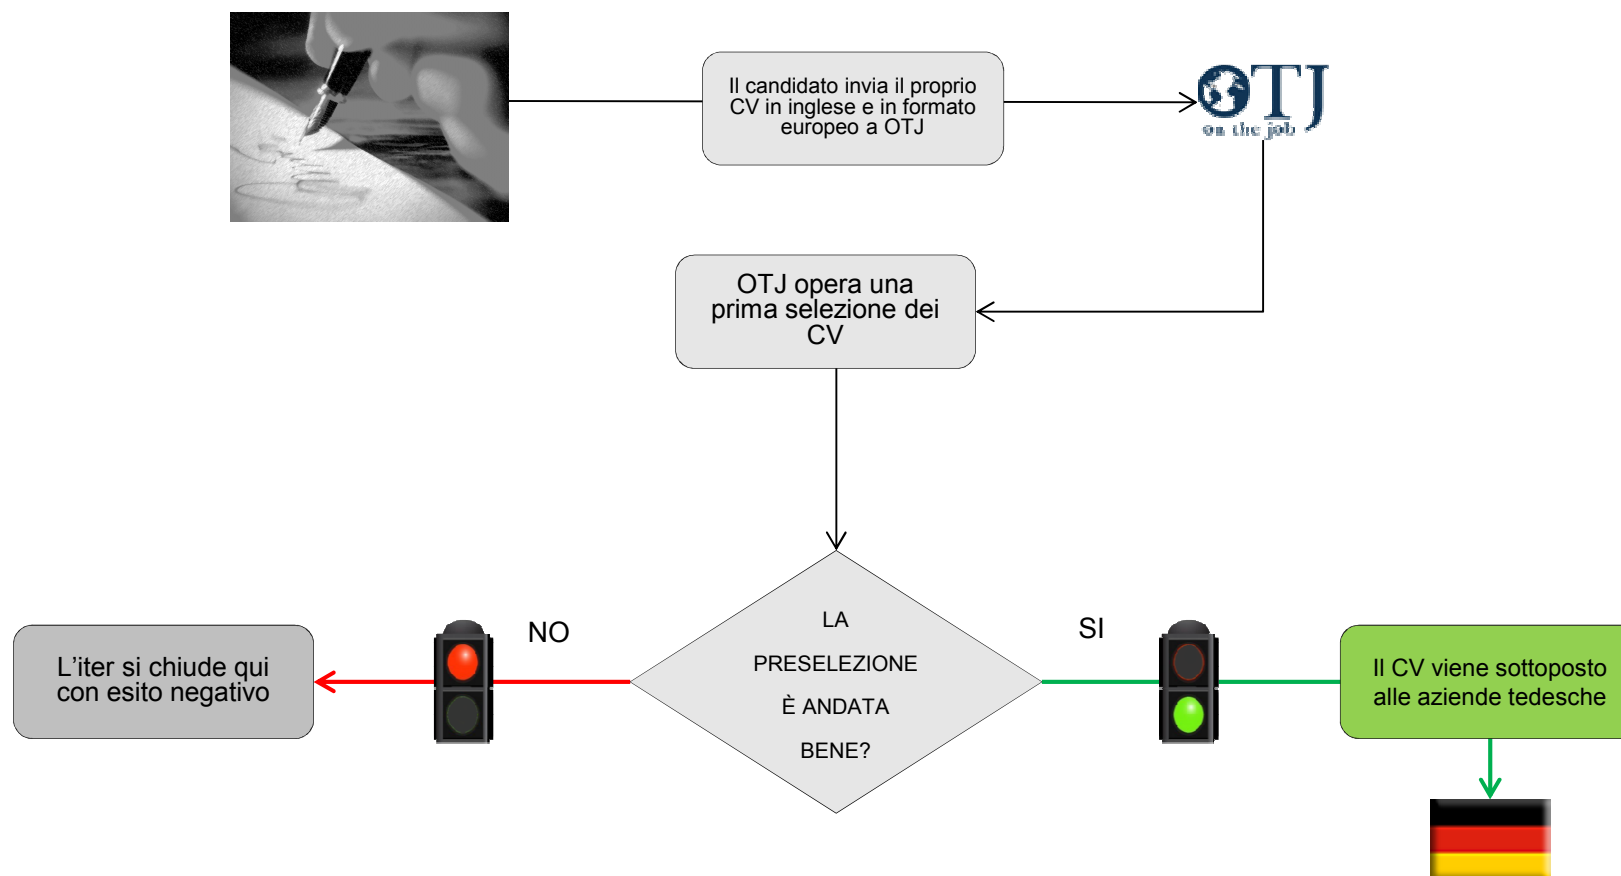 Il candidato invia il proprio
CV in inglese e in formato
europeo a OTJ
OTJ
on the job
OTJ opera una
prima selezione dei
CV
LA
PRESELEZIONE
È ANDATA
BENE?
NO
SI
L’iter si chiude qui
con esito negativo
Il CV viene sottoposto
alle aziende tedesche